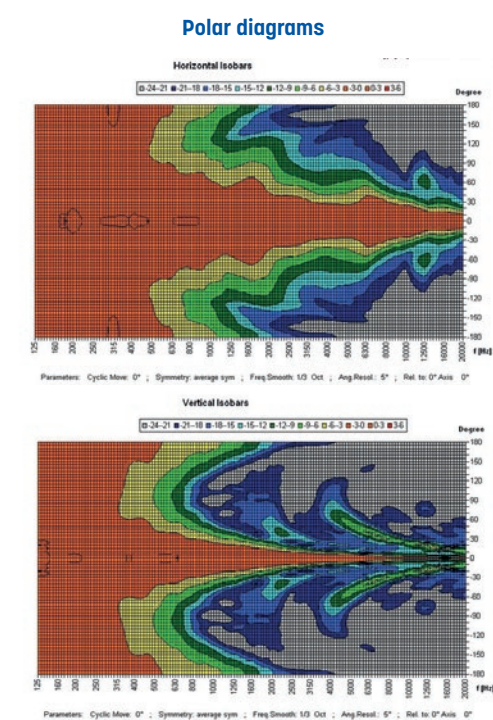 Polar diagrams
Horizontal Isobars
-24--21 -21--18 -18--15 -15--12 -12-9 -9-6 -6-3 -3-0 0-3 3-6
Degree
180
150
120
90
60
30
0
-30
-60
-90
-120
-150
-180
125 160 200 250 315 400 500 630 800 1000 1250 1600 2000 2500 3150 4000 5000 6300 8000 10000 12500 16000 20000
f [Hz]
Parameters: Cyclic Move: 0° ; Symmetry: average sym ; Freq.Smooth: 1/3 Oct ; Ang.Resol.: 5° ; Rel. to: 0° Axis 0°
Vertical Isobars
-24--21 -21--18 -18--15 -15--12 -12-9 -9-6 -6-3 -3-0 0-3 3-6
Degree
180
150
120
90
60
30
0
-30
-60
-90
-120
-150
-180
125 160 200 250 315 400 500 630 800 1000 1250 1600 2000 2500 3150 4000 5000 6300 8000 10000 12500 16000 20000
f [Hz]
Parameters: Cyclic Move: 0° ; Symmetry: average sym ; Freq.Smooth: 1/3 Oct ; Ang.Resol.: 5° ; Rel. to: 0° Axis 0°